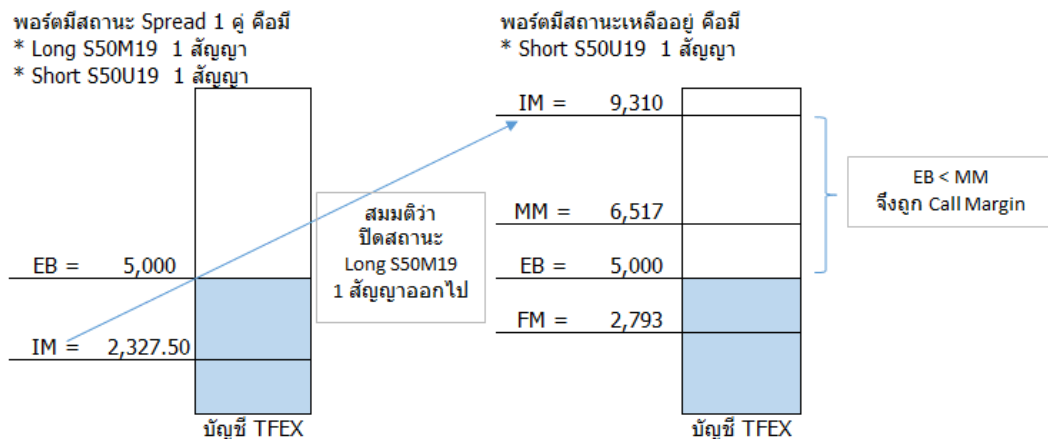 พอร์ตมีสถานะ Spread 1 คู่ คือมี
* Long S50M19 1 สัญญา
* Short S50U19 1 สัญญา
EB = 5,000
IM = 2,327.50
บัญชี TFEX
สมมติว่า
ปิดสถานะ
Long S50M19
1 สัญญาออกไป
พอร์ตมีสถานะเหลืออยู่ คือมี
* Short S50U19 1 สัญญา
IM = 9,310
MM = 6,517
EB = 5,000
FM = 2,793
บัญชี TFEX
EB < MM
จึงถูก Call Margin